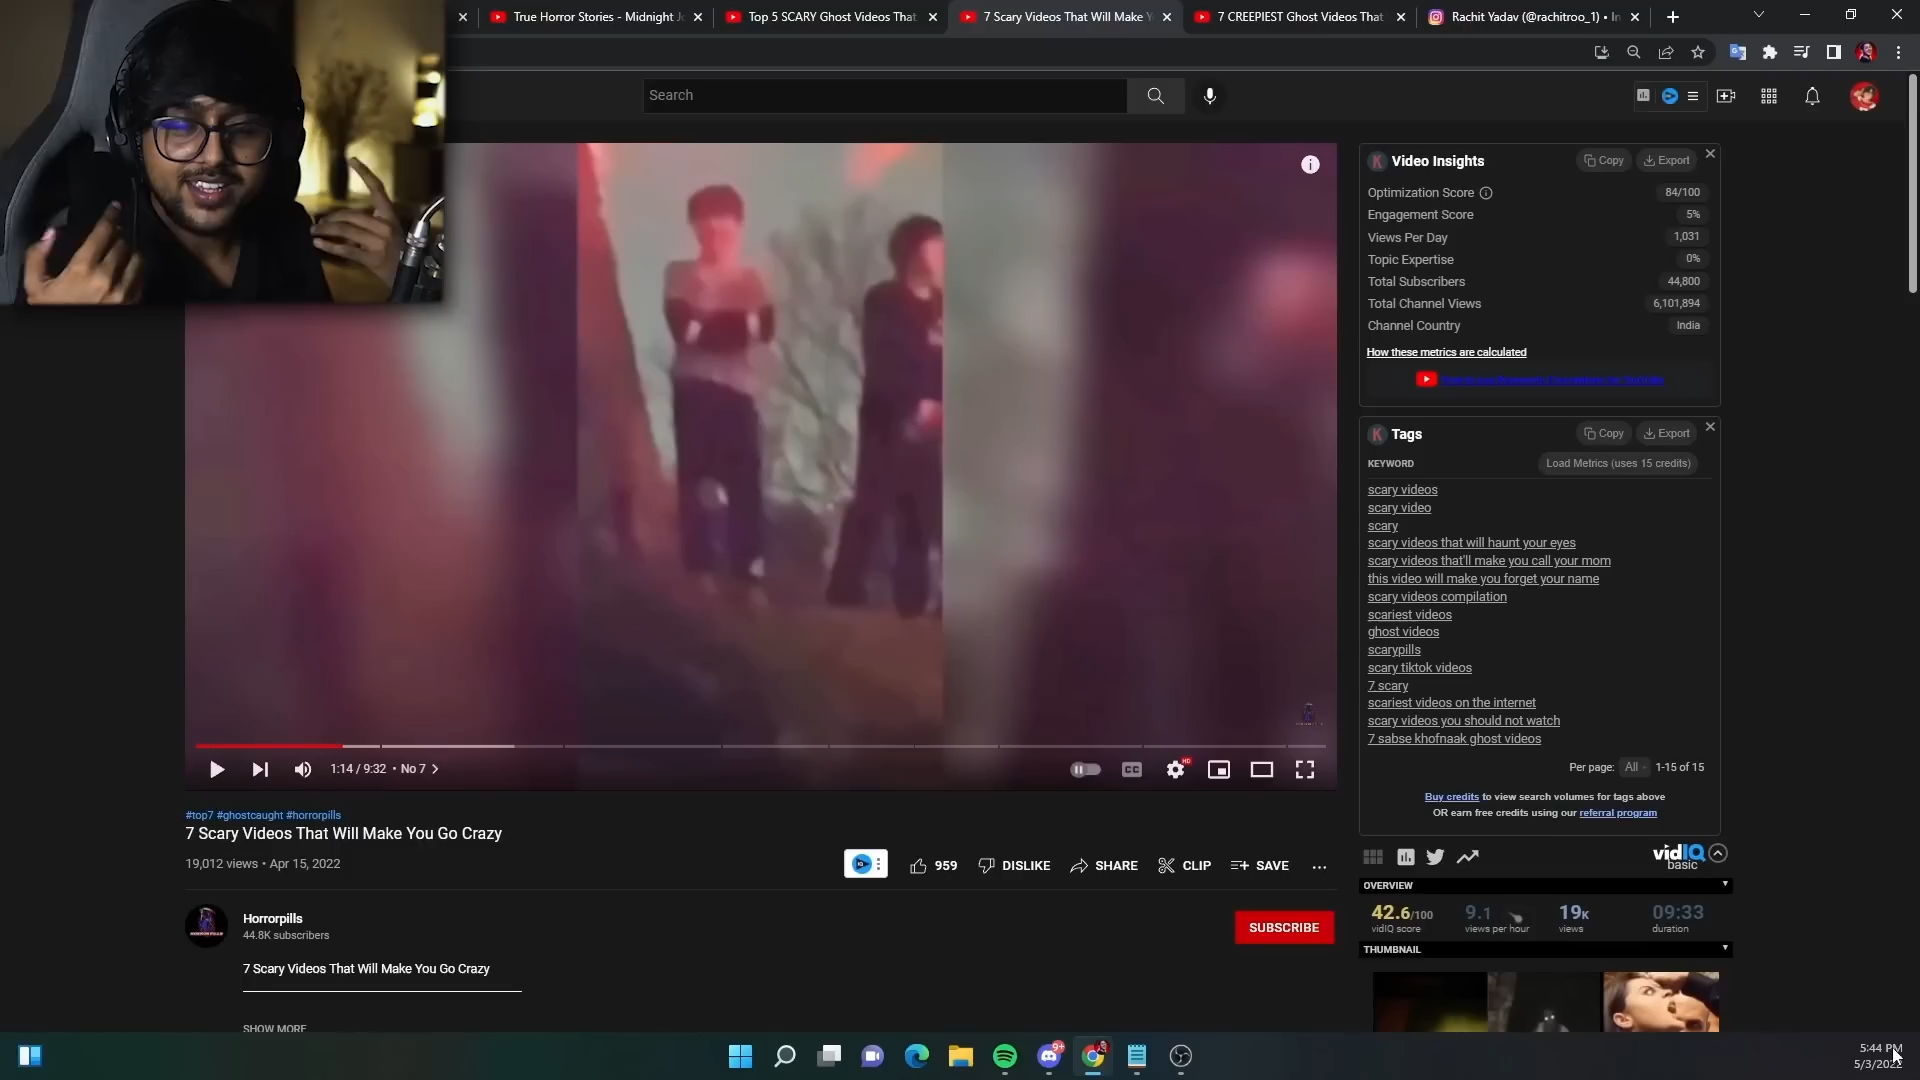 True Horror Stories - Midnight
Top 5 SCARY Ghost Videos That
7 Scary Videos That Will Make
7 CREEPIEST Ghost Videos That
Rachit Yadav (@rachitroo_1) •
Search
Video Insights
Copy
Export
Optimization Score
84/100
Engagement Score
5%
Views Per Day
1,031
Topic Expertise
0%
Total Subscribers
44,800
Total Channel Views
6,101,894
Channel Country
India
How these metrics are calculated
Tags
Copy
Export
KEYWORD
Load Metrics (uses 15 credits)
scary videos
scary video
scary
scary videos that will haunt your eyes
scary videos that'll make you call your mom
this video will make you forget your name
scary videos compilation
scariest videos
ghost videos
scarypills
scary tiktok videos
7 scary
scariest videos on the internet
scary videos you should not watch
7 sabse khofnaak ghost videos
Per page: All 1-15 of 15
Buy credits to view search volumes for tags above
OR earn free credits using our referral program
1:14 / 9:32 • No 7
CC
HD
#top7 #ghostcaught #horrorpills
7 Scary Videos That Will Make You Go Crazy
19,012 views • Apr 15, 2022
959
DISLIKE
SHARE
CLIP
SAVE
Horrorpills
44.8K subscribers
SUBSCRIBE
7 Scary Videos That Will Make You Go Crazy
SHOW MORE
vidIQ
basic
OVERVIEW
42.6/100
vidIQ score
9.1
views per hour
19K
views
09:33
duration
THUMBNAIL
9+
5:44 PM
5/3/2022